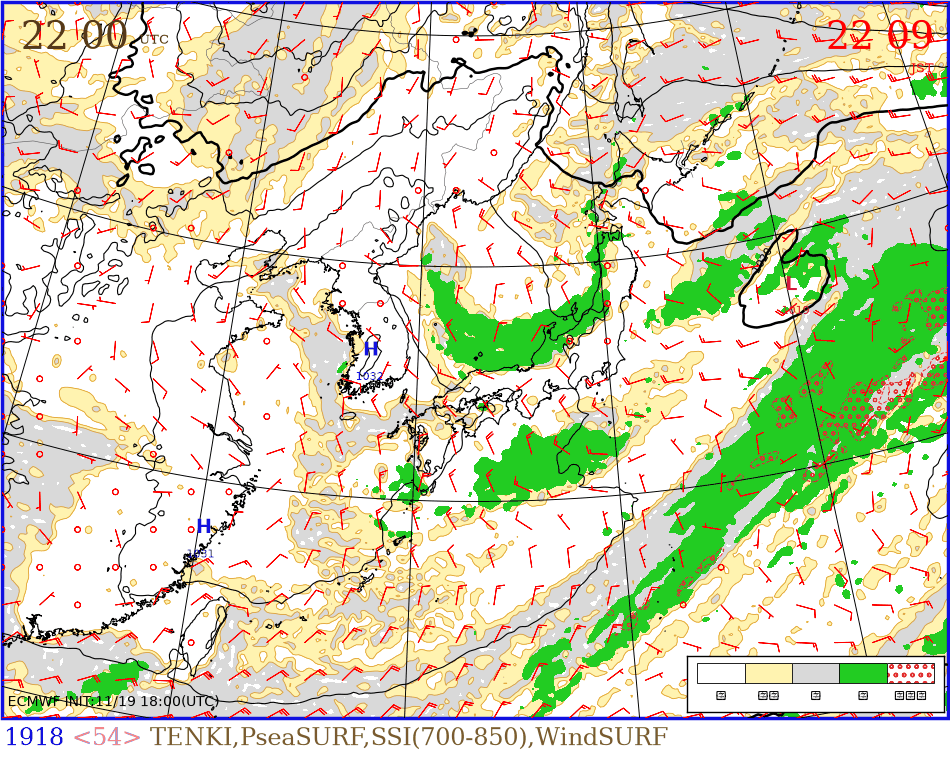 22 00 UTC
22 09
JST
L
H
1032
H
1031
ECMWF INIT:11/19 18:00(UTC)
1918 <54> TENKI,PseaSURF,SSI(700-850),WindSURF